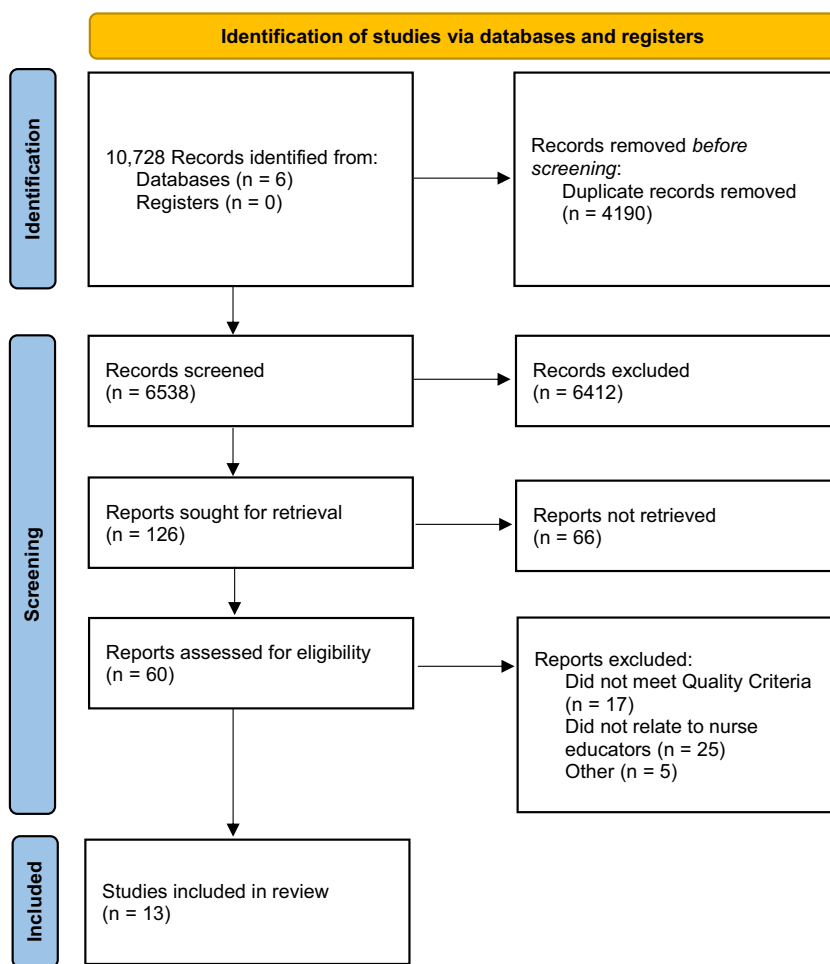 Identification of studies via databases and registers
Identification
10,728 Records identified from:
Databases (n = 6)
Registers (n = 0)
Records removed before
screening:
Duplicate records removed
(n = 4190)
Screening
Records screened
(n = 6538)
Records excluded
(n = 6412)
Reports sought for retrieval
(n = 126)
Reports not retrieved
(n = 66)
Reports assessed for eligibility
(n = 60)
Reports excluded:
Did not meet Quality Criteria
(n = 17)
Did not relate to nurse
educators (n = 25)
Other (n = 5)
Included
Studies included in review
(n = 13)